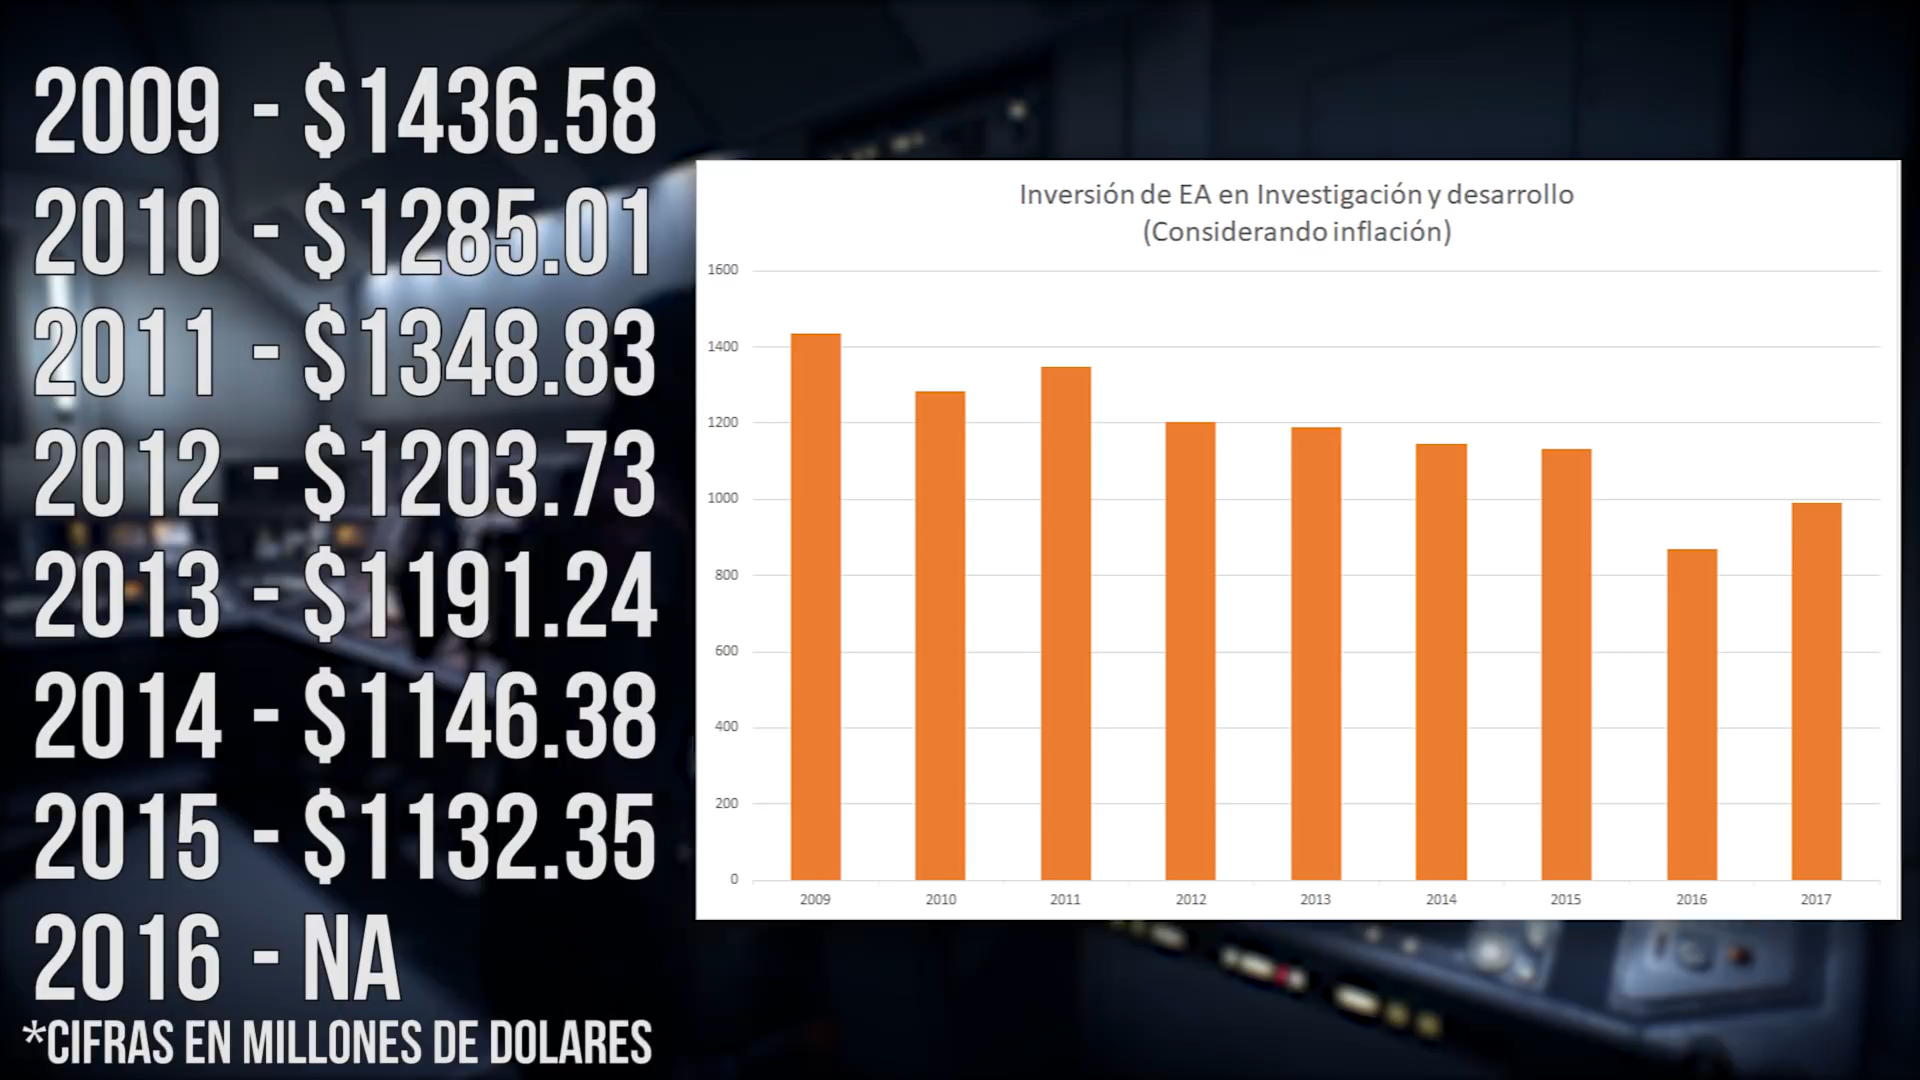 2009 - $1436.58
2010 - $1285.01
2011 - $1348.83
2012 - $1203.73
2013 - $1191.24
2014 - $1146.38
2015 - $1132.35
2016 - NA
*CIFRAS EN MILLONES DE DOLARES
Inversión de EA en Investigación y desarrollo
(Considerando inflación)
1600
1400
1200
1000
800
600
400
200
0
2009 2010 2011 2012 2013 2014 2015 2016 2017